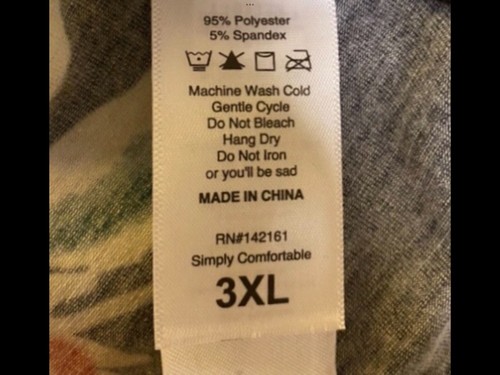 95% Polyester
5% Spandex
Machine Wash Cold
Gentle Cycle
Do Not Bleach
Hang Dry
Do Not Iron
or you'll be sad
MADE IN CHINA
RN#142161
Simply Comfortable
3XL